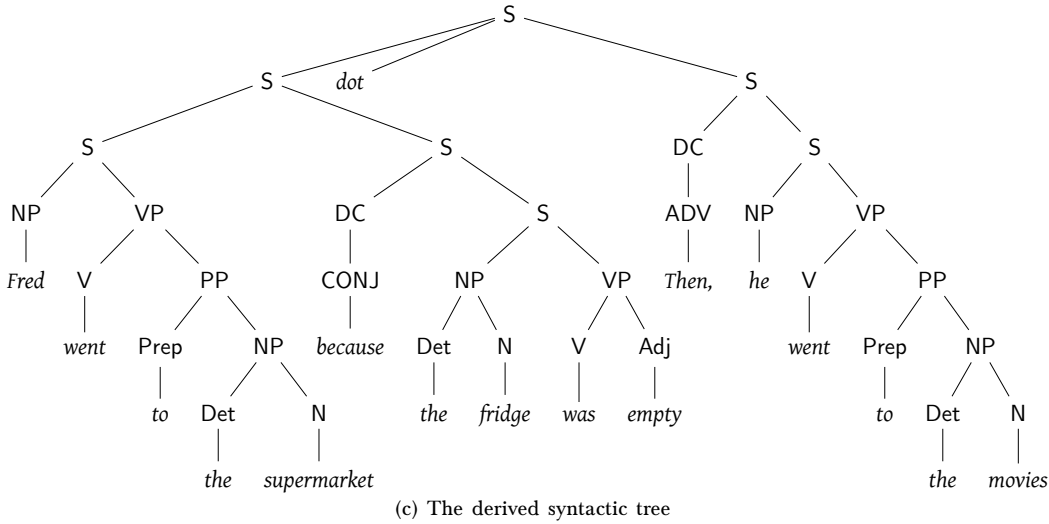 S
S dot S
S S DC S
NP VP DC S ADV NP VP
Fred V PP CONJ NP VP Then, he V PP
went Prep NP because Det N V Adj went Prep NP
to Det N the fridge was empty to Det N
the supermarket the movies
(c) The derived syntactic tree